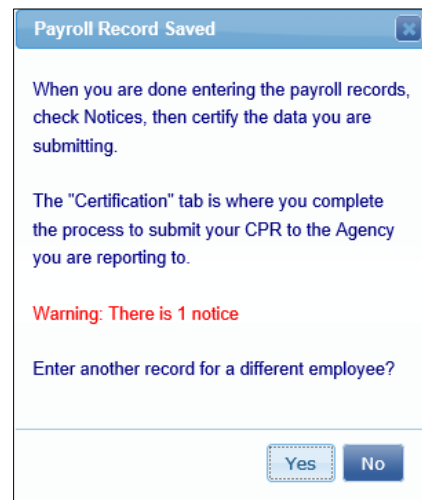 Payroll Record Saved
When you are done entering the payroll records,
check Notices, then certify the data you are
submitting.
The "Certification" tab is where you complete
the process to submit your CPR to the Agency
you are reporting to.
Warning: There is 1 notice
Enter another record for a different employee?
Yes No